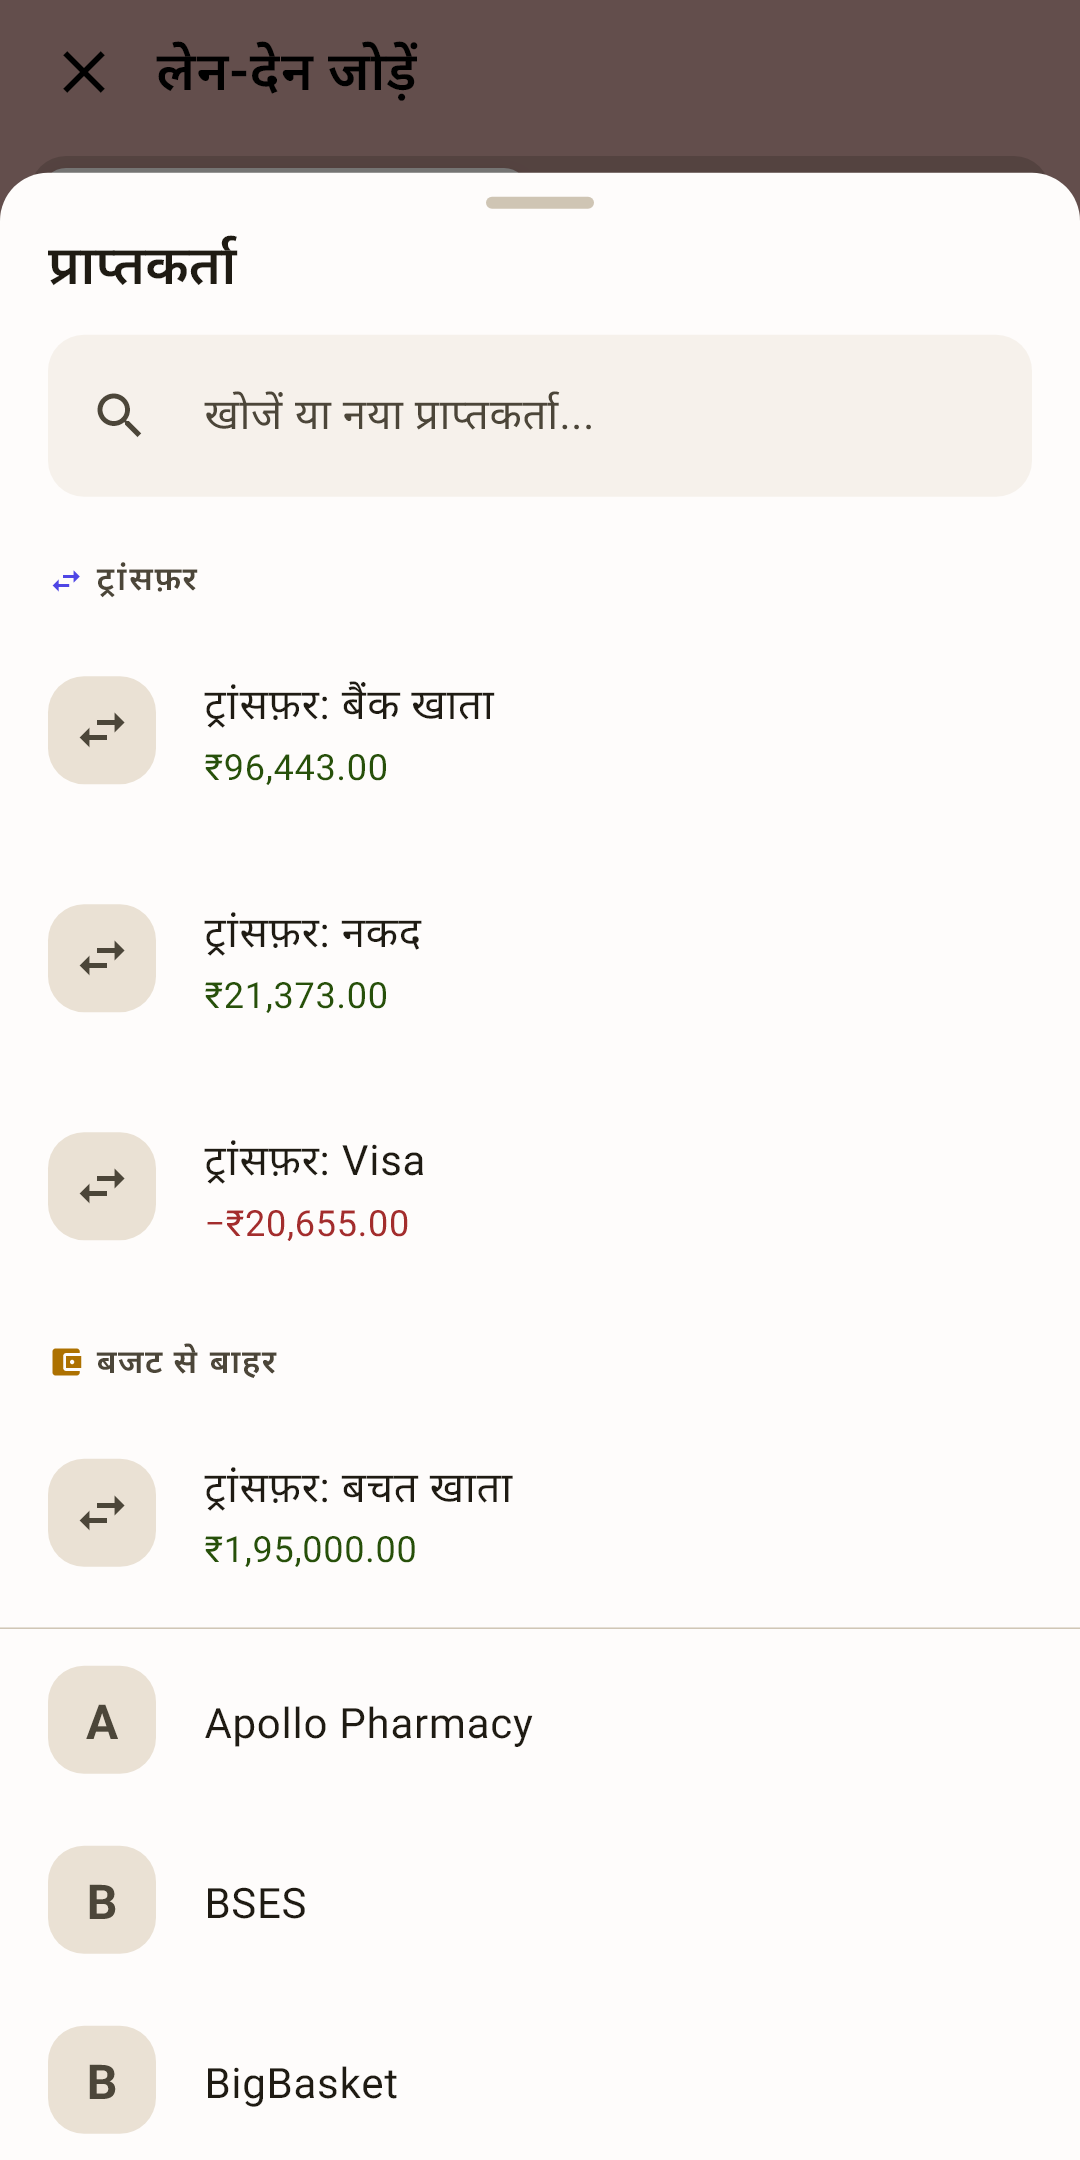 लेन-देन जोड़ें
प्राप्तकर्ता
खोजें या नया प्राप्तकर्ता...
ट्रांसफ़र
ट्रांसफ़र: बैंक खाता
₹96,443.00
ट्रांसफ़र: नकद
₹21,373.00
ट्रांसफ़र: Visa
−₹20,655.00
बजट से बाहर
ट्रांसफ़र: बचत खाता
₹1,95,000.00
A
Apollo Pharmacy
B
BSES
B
BigBasket